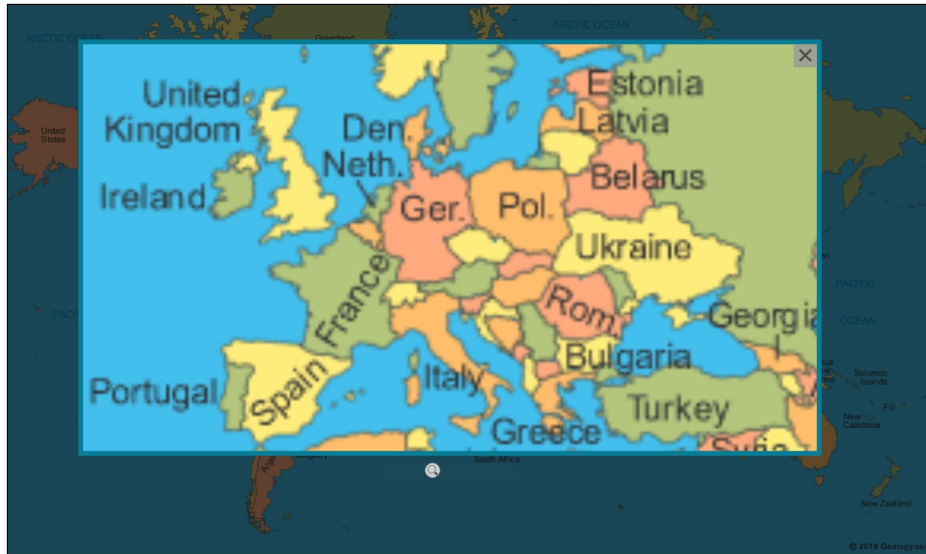 ARCTIC OCEAN
ARCTIC OCEAN
Greenland
United
States
United
Kingdom
Estonia
Latvia
Den.
Neth.
Ireland
Belarus
Ger.
Pol.
Ukraine
France
Rom.
Georgia
PACIFIC
OCEAN
Bulgaria
Italy
Spain
Portugal
Turkey
Greece
Syria
Solomon
Islands
Fiji
New
Caledonia
South Africa
New Zealand
© 2018 Geology.com